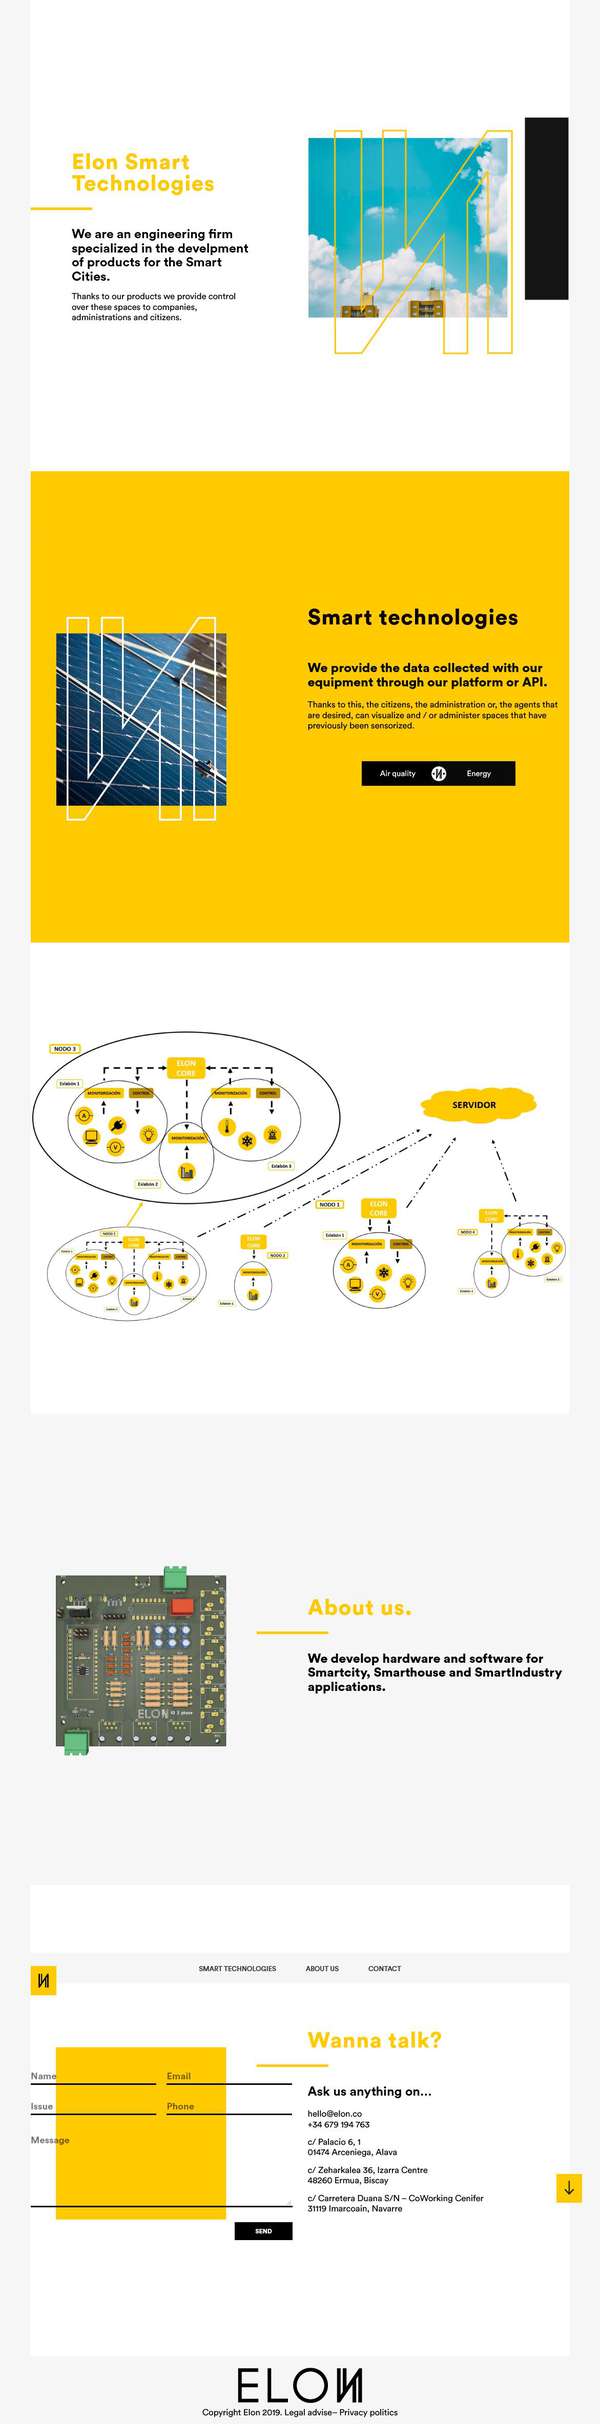 Elon Smart
Technologies
We are an engineering firm
specialized in the develpment
of products for the Smart
Cities.
Thanks to our products we provide control
over these spaces to companies,
administrations and citizens.
Smart technologies
We provide the data collected with our
equipment through our platform or API.
Thanks to this, the citizens, the administration or, the agents that
are desired, can visualize and / or administer spaces that have
previously been sensorized.
Air quality
Energy
NODO 3
ELON
CORE
Eslabón 1
MONITORIZACIÓN
CONTROL
MONITORIZACIÓN
CONTROL
A
V
MONITORIZACIÓN
Eslabón 3
Eslabón 2
SERVIDOR
NODO 1
ELON
CORE
Eslabón 1
MONITORIZACIÓN
CONTROL
A
V
ELON
CORE
NODO 2
MONITORIZACIÓN
Eslabón 1
ELON
CORE
NODO 4
About us.
We develop hardware and software for
Smartcity, Smarthouse and SmartIndustry
applications.
ELON
SMART TECHNOLOGIES
ABOUT US
CONTACT
Wanna talk?
Name
Email
Issue
Phone
Message
SEND
Ask us anything on...
hello@elon.co
+34 679 194 763
c/ Palacio 6, 1
01474 Arceniega, Alava
c/ Zeharkalea 36, Izarra Centre
48260 Ermua, Biscay
c/ Carretera Duana S/N – CoWorking Cenifer
31119 Imarcoain, Navarre
ELON
Copyright Elon 2019. Legal advise– Privacy politics